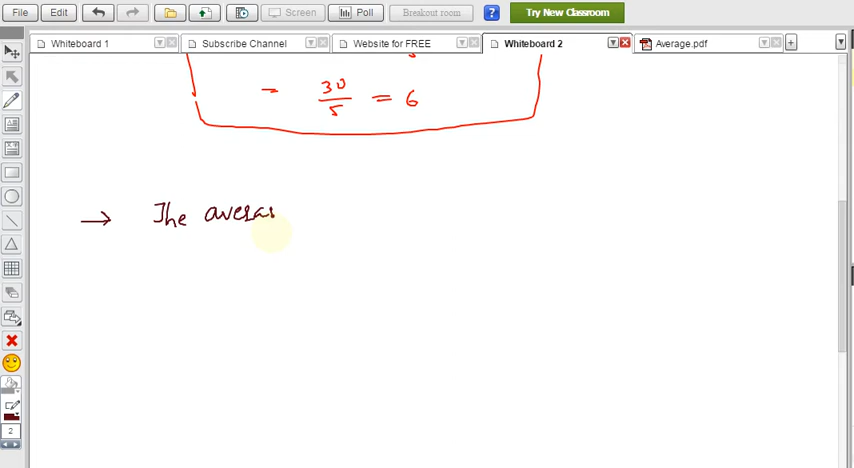 File Edit Screen Poll Breakout room ? Try New Classroom
Whiteboard 1 Subscribe Channel Website for FREE Whiteboard 2 Average.pdf +
= 30/5 = 6
→ The averag
2